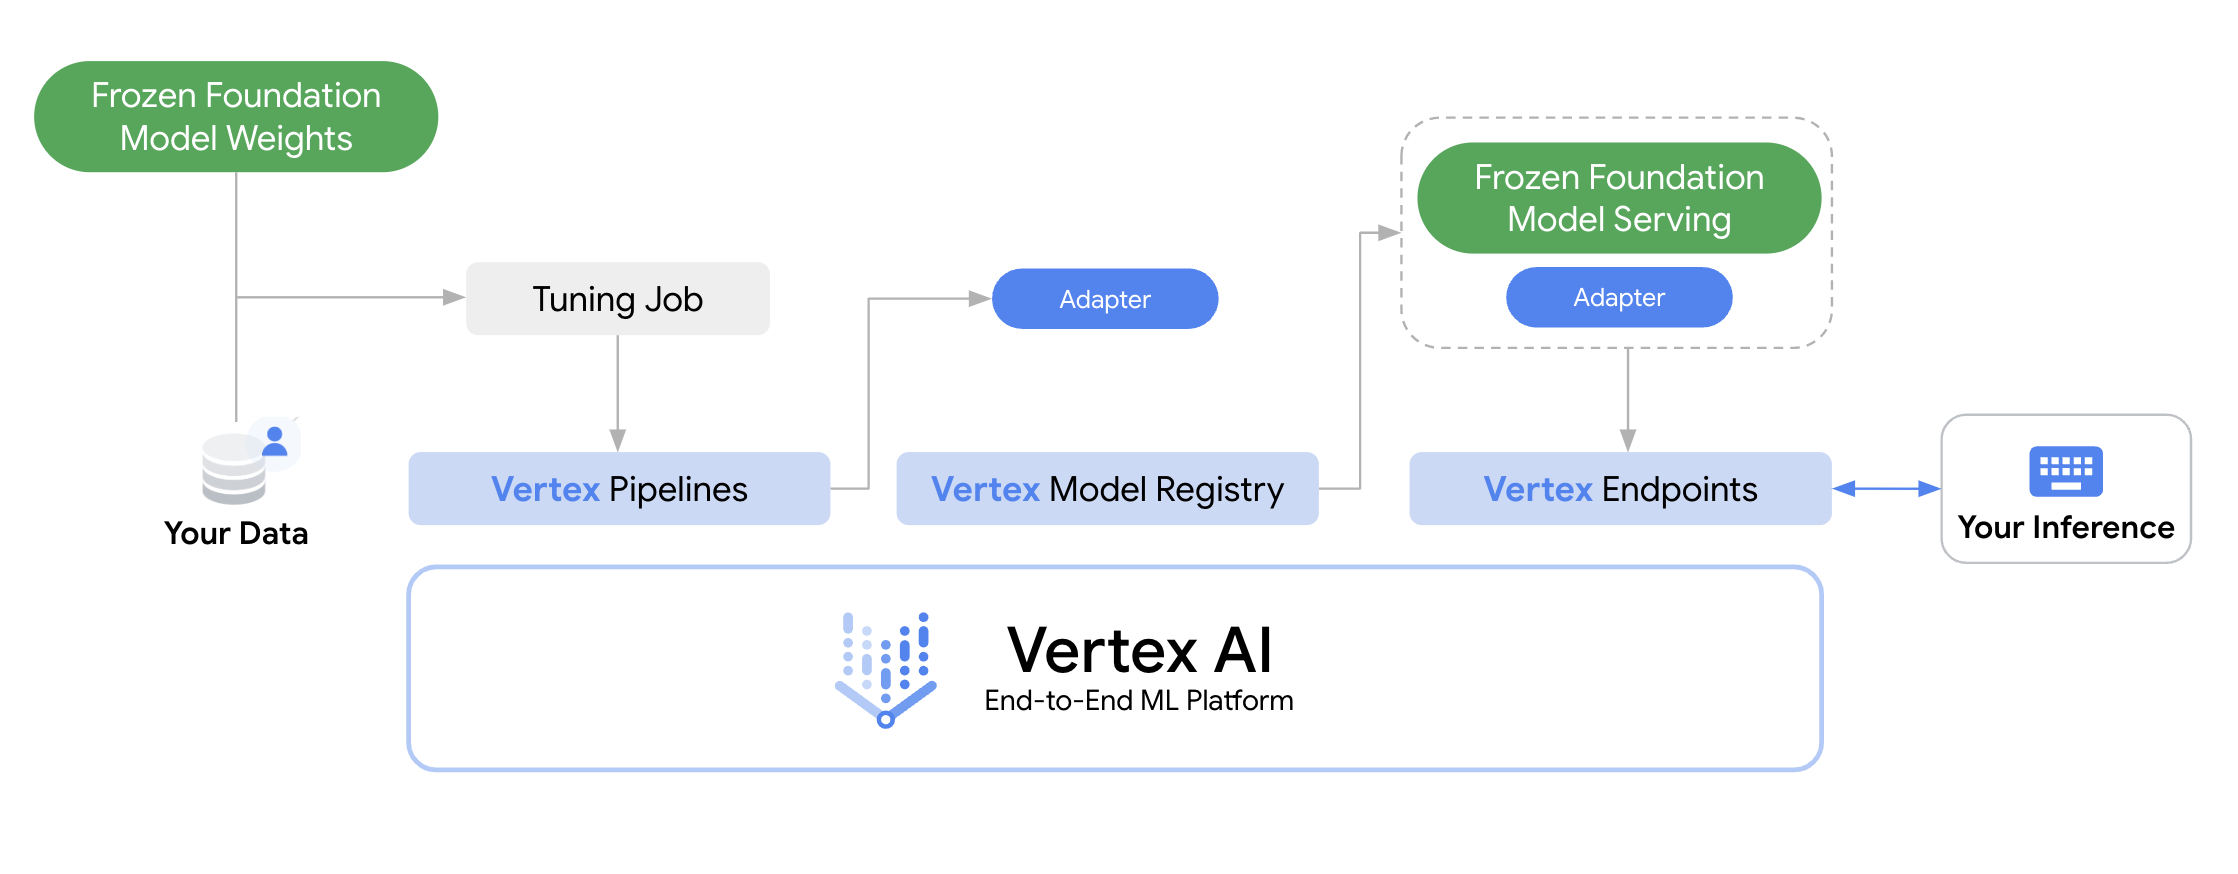 Frozen Foundation
Model Weights
Tuning Job
Adapter
Frozen Foundation
Model Serving
Adapter
Your Data
Vertex Pipelines
Vertex Model Registry
Vertex Endpoints
Your Inference
Vertex AI
End-to-End ML Platform